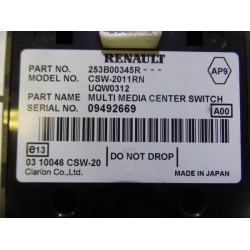 RENAULT
PART NO. 253B00345R - - -
MODEL NO. CSW-2011RN
UQW0312
AP9
PART NAME MULTI MEDIA CENTER SWITCH
SERIAL NO. 09492669
A00
e13
DO NOT DROP
03 10046 CSW-20
Clarion Co.,Ltd.
MADE IN JAPAN